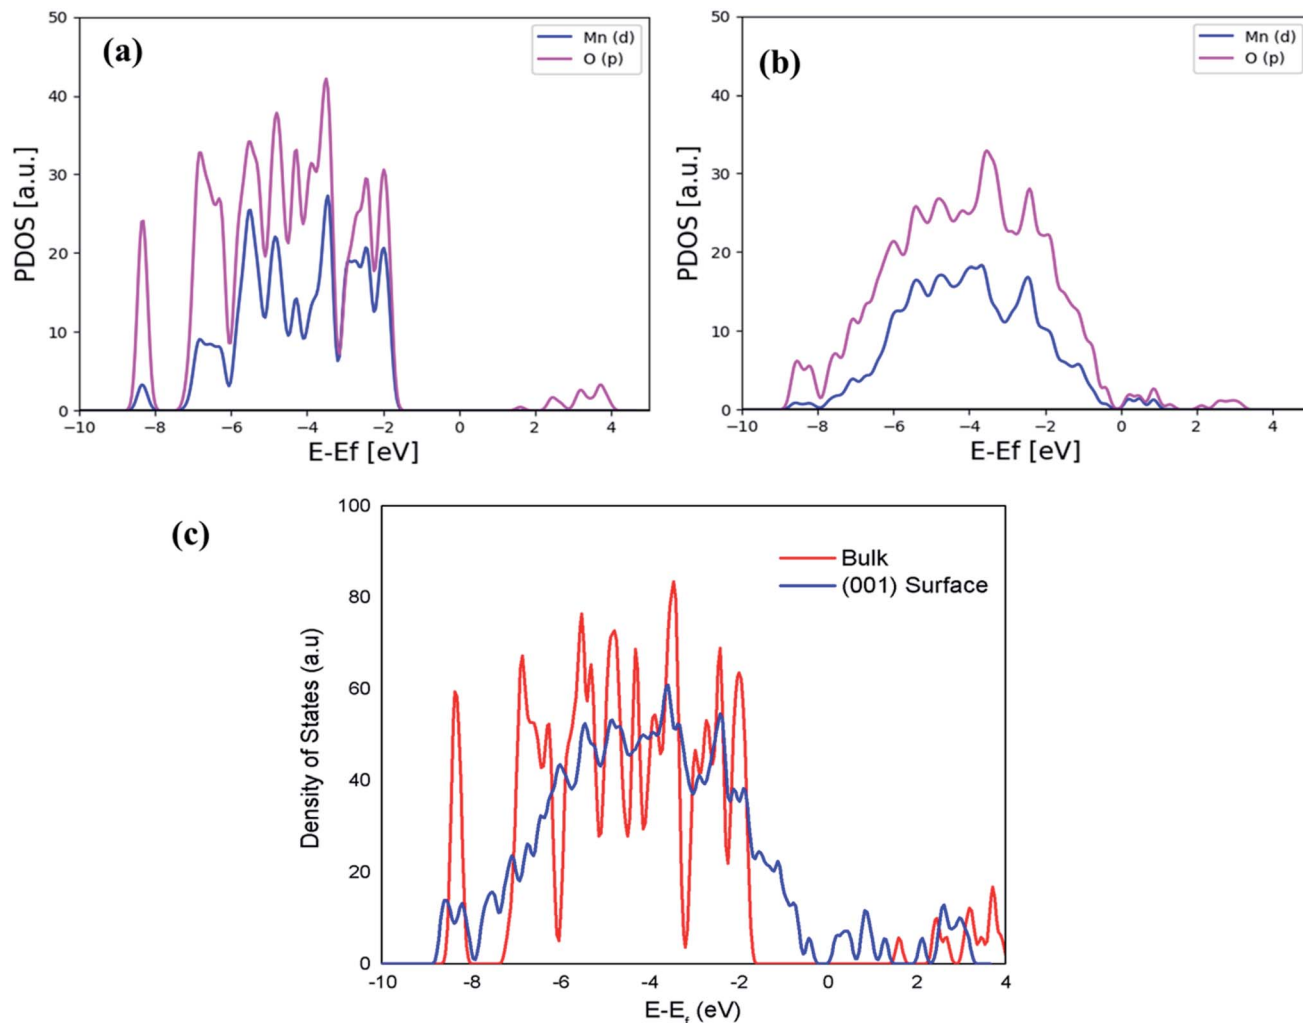 (a)
Mn (d)
O (p)
PDOS [a.u.]
50
40
30
20
10
0
−10 −8 −6 −4 −2 0 2 4
E-Ef [eV]
(b)
Mn (d)
O (p)
PDOS [a.u.]
50
40
30
20
10
0
−10 −8 −6 −4 −2 0 2 4
E-Ef [eV]
(c)
Bulk
(001) Surface
Density of States (a.u)
100
80
60
40
20
0
-10 -8 -6 -4 -2 0 2 4
E-Ef (eV)